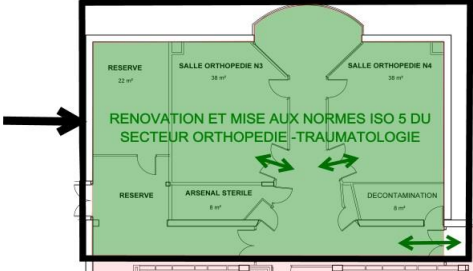 RESERVE
22 m²
SALLE ORTHOPEDIE N3
38 m²
SALLE ORTHOPEDIE N4
38 m²
RENOVATION ET MISE AUX NORMES ISO 5 DU
SECTEUR ORTHOPEDIE -TRAUMATOLOGIE
RESERVE
ARSENAL STERILE
8 m²
DECONTAMINATION
8 m²